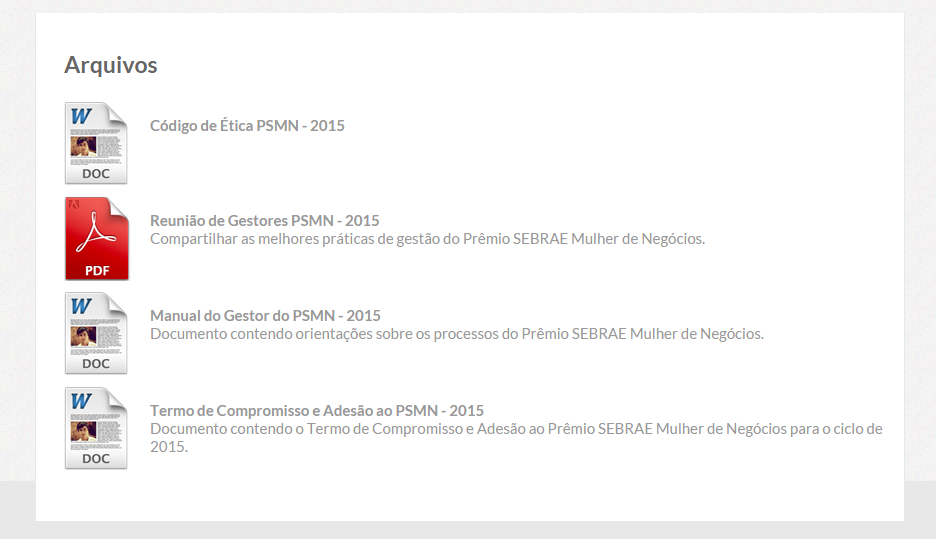 Arquivos
W
DOC
Código de Ética PSMN - 2015
PDF
Reunião de Gestores PSMN - 2015
Compartilhar as melhores práticas de gestão do Prêmio SEBRAE Mulher de Negócios.
W
DOC
Manual do Gestor do PSMN - 2015
Documento contendo orientações sobre os processos do Prêmio SEBRAE Mulher de Negócios.
W
DOC
Termo de Compromisso e Adesão ao PSMN - 2015
Documento contendo o Termo de Compromisso e Adesão ao Prêmio SEBRAE Mulher de Negócios para o ciclo de
2015.